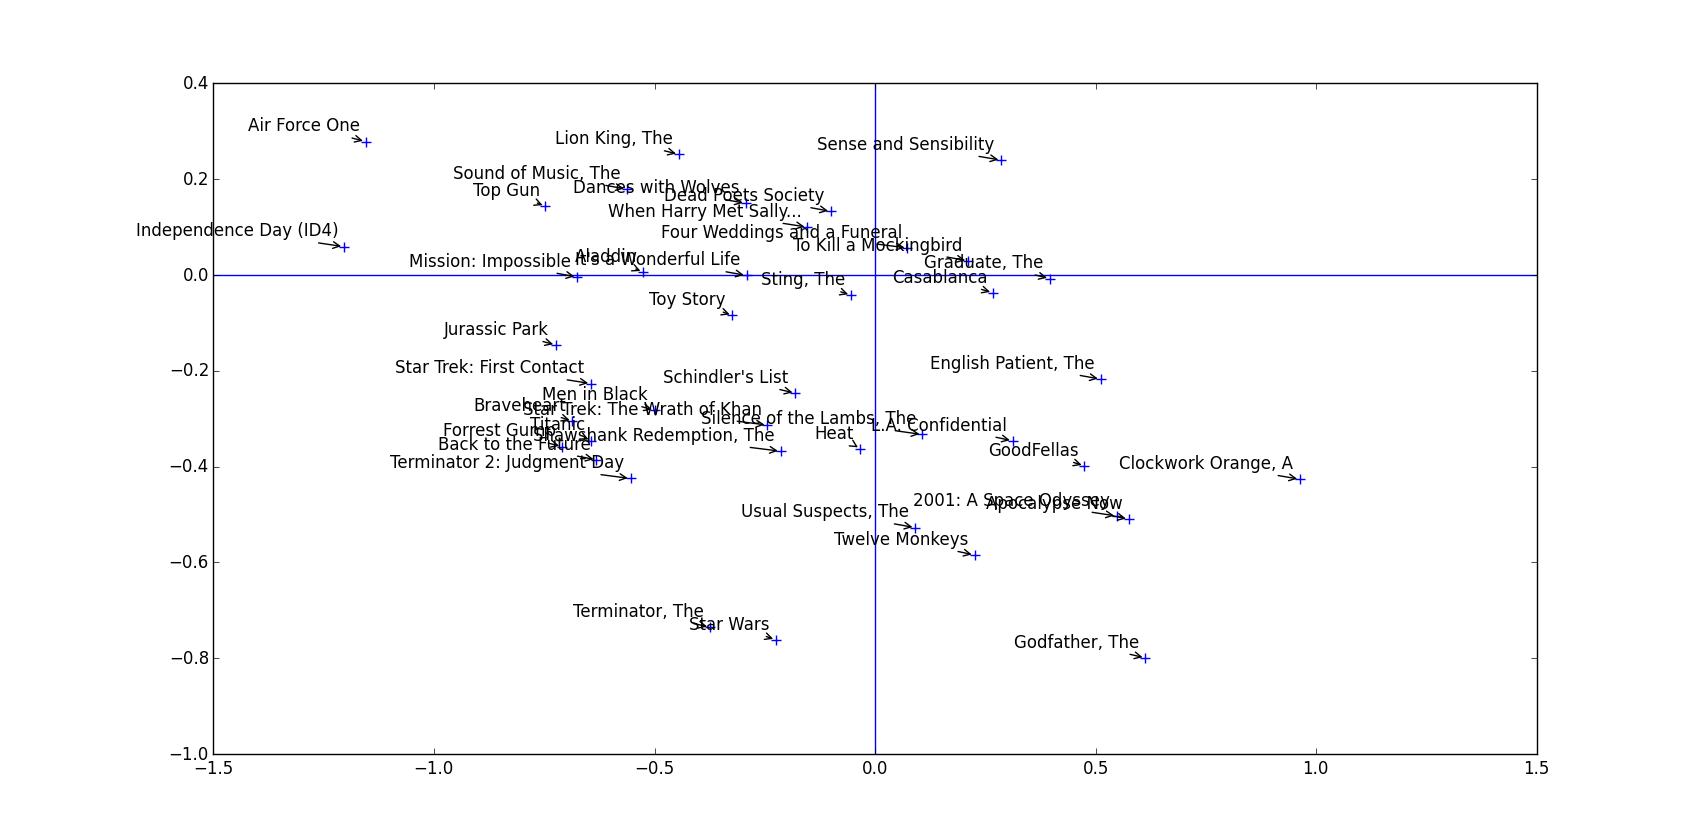 0.4
Air Force One
Lion King, The
Sense and Sensibility
0.2
Sound of Music, The
Dances with Wolves
Top Gun
Dead Poets Society
When Harry Met Sally...
Independence Day (ID4)
Four Weddings and a Funeral
To Kill a Mockingbird
Aladdin
Mission: Impossible
It's a Wonderful Life
Graduate, The
0.0
Sting, The
Casablanca
Toy Story
Jurassic Park
Star Trek: First Contact
English Patient, The
−0.2
Schindler's List
Men in Black
Braveheart
Star Trek: The Wrath of Khan
Silence of the Lambs, The
Titanic
L.A. Confidential
Forrest Gump
Shawshank Redemption, The
Heat
Back to the Future
GoodFellas
−0.4
Terminator 2: Judgment Day
Clockwork Orange, A
2001: A Space Odyssey
Apocalypse Now
Usual Suspects, The
Twelve Monkeys
−0.6
Terminator, The
Star Wars
Godfather, The
−0.8
−1.0
−1.5 −1.0 −0.5 0.0 0.5 1.0 1.5